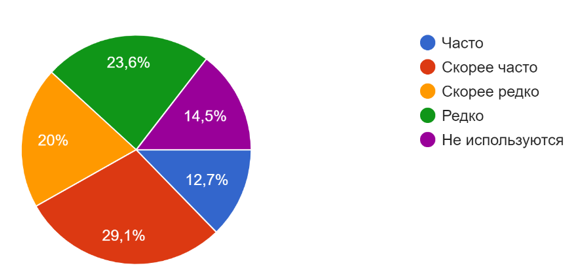 23,6%
14,5%
20%
12,7%
29,1%
Часто
Скорее часто
Скорее редко
Редко
Не используются